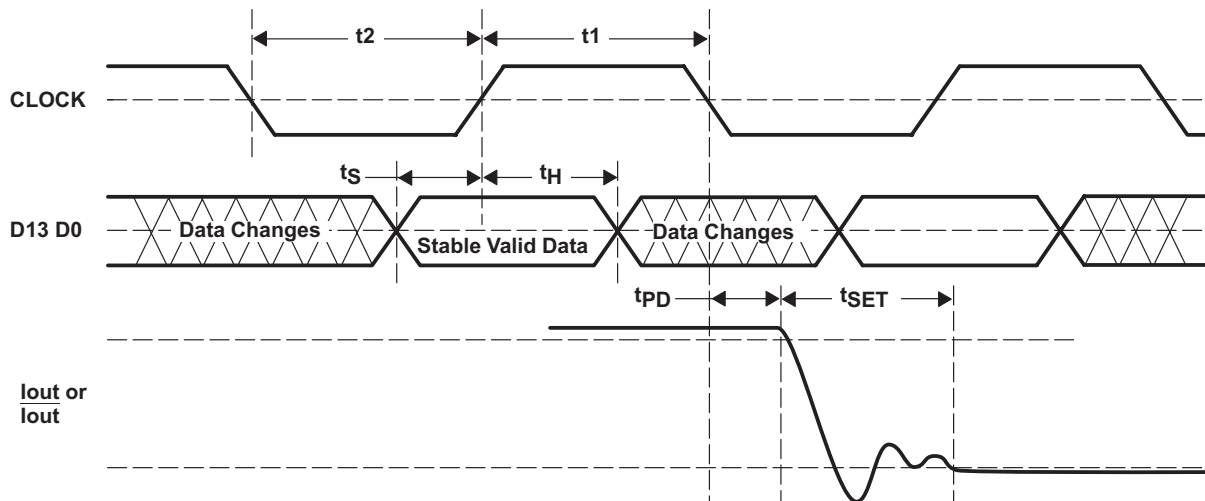 t2
t1
CLOCK
tS
tH
D13 D0
Data Changes
Stable Valid Data
Data Changes
tPD
tSET
Iout or
Iout